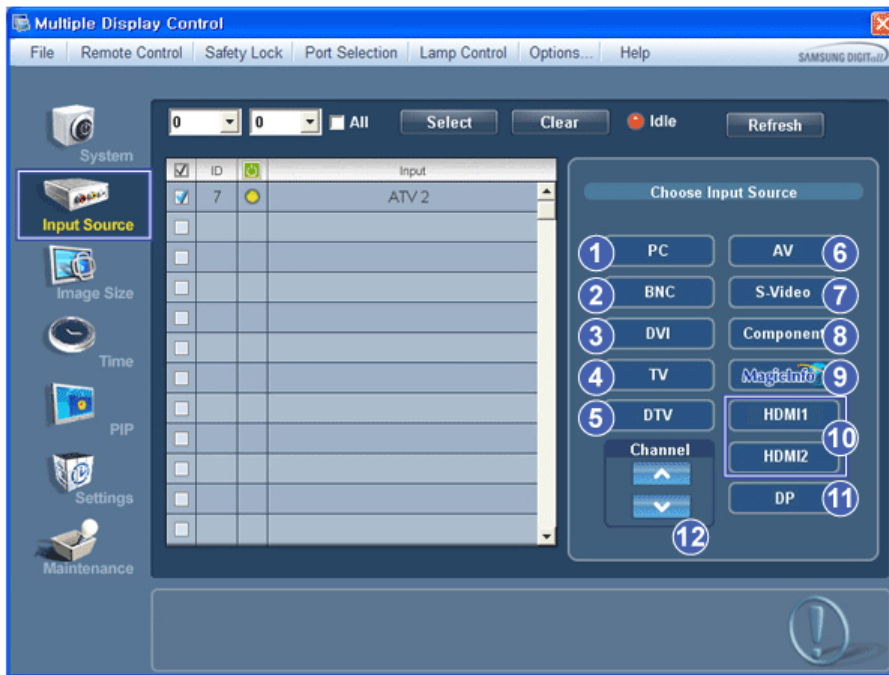 Multiple Display Control
File Remote Control Safety Lock Port Selection Lamp Control Options... Help SAMSUNG DIGITall
0 0 All Select Clear Idle Refresh
System
Input Source
Image Size
Time
PIP
Settings
Maintenance
ID Input
7 ATV 2
Choose Input Source
1 PC AV 6
2 BNC S-Video 7
3 DVI Component 8
4 TV MagicInfo 9
5 DTV HDMI1
10
Channel HDMI2
DP 11
12